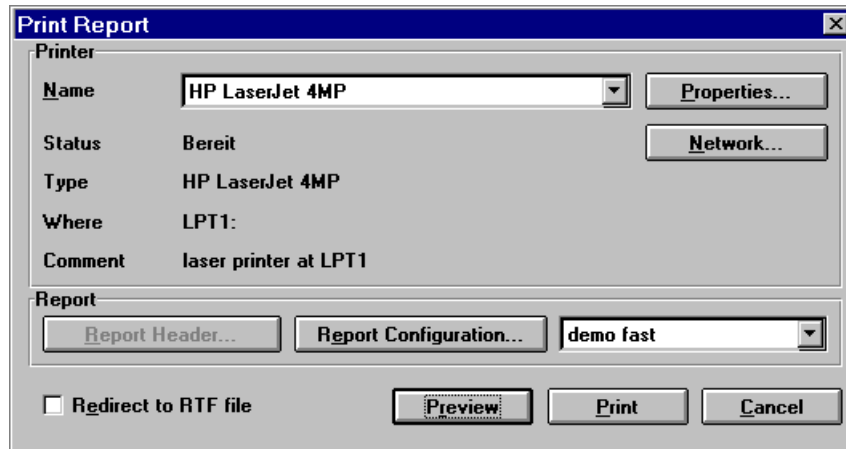 Print Report
Printer
Name HP LaserJet 4MP Properties...
Status Bereit Network...
Type HP LaserJet 4MP
Where LPT1:
Comment laser printer at LPT1
Report
Report Header... Report Configuration... demo fast
Redirect to RTF file Preview Print Cancel